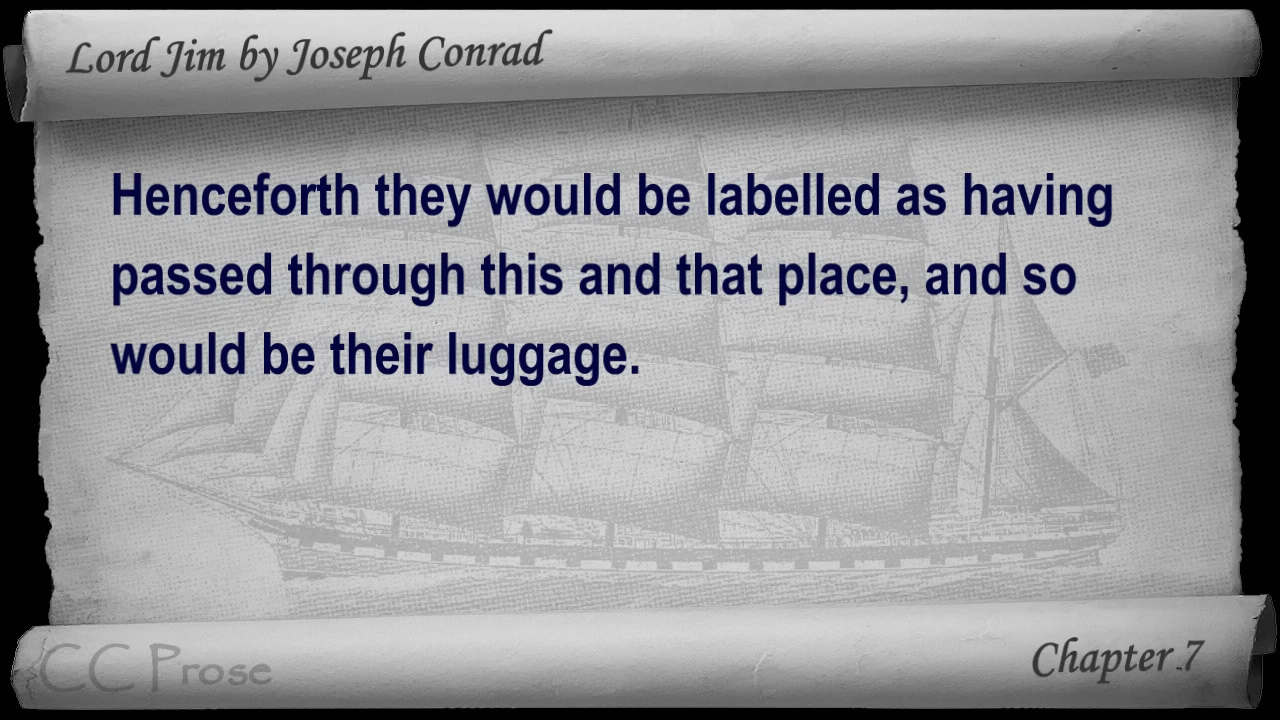 Lord Jim by Joseph Conrad
Henceforth they would be labelled as having
passed through this and that place, and so
would be their luggage.
CC Prose
Chapter 7